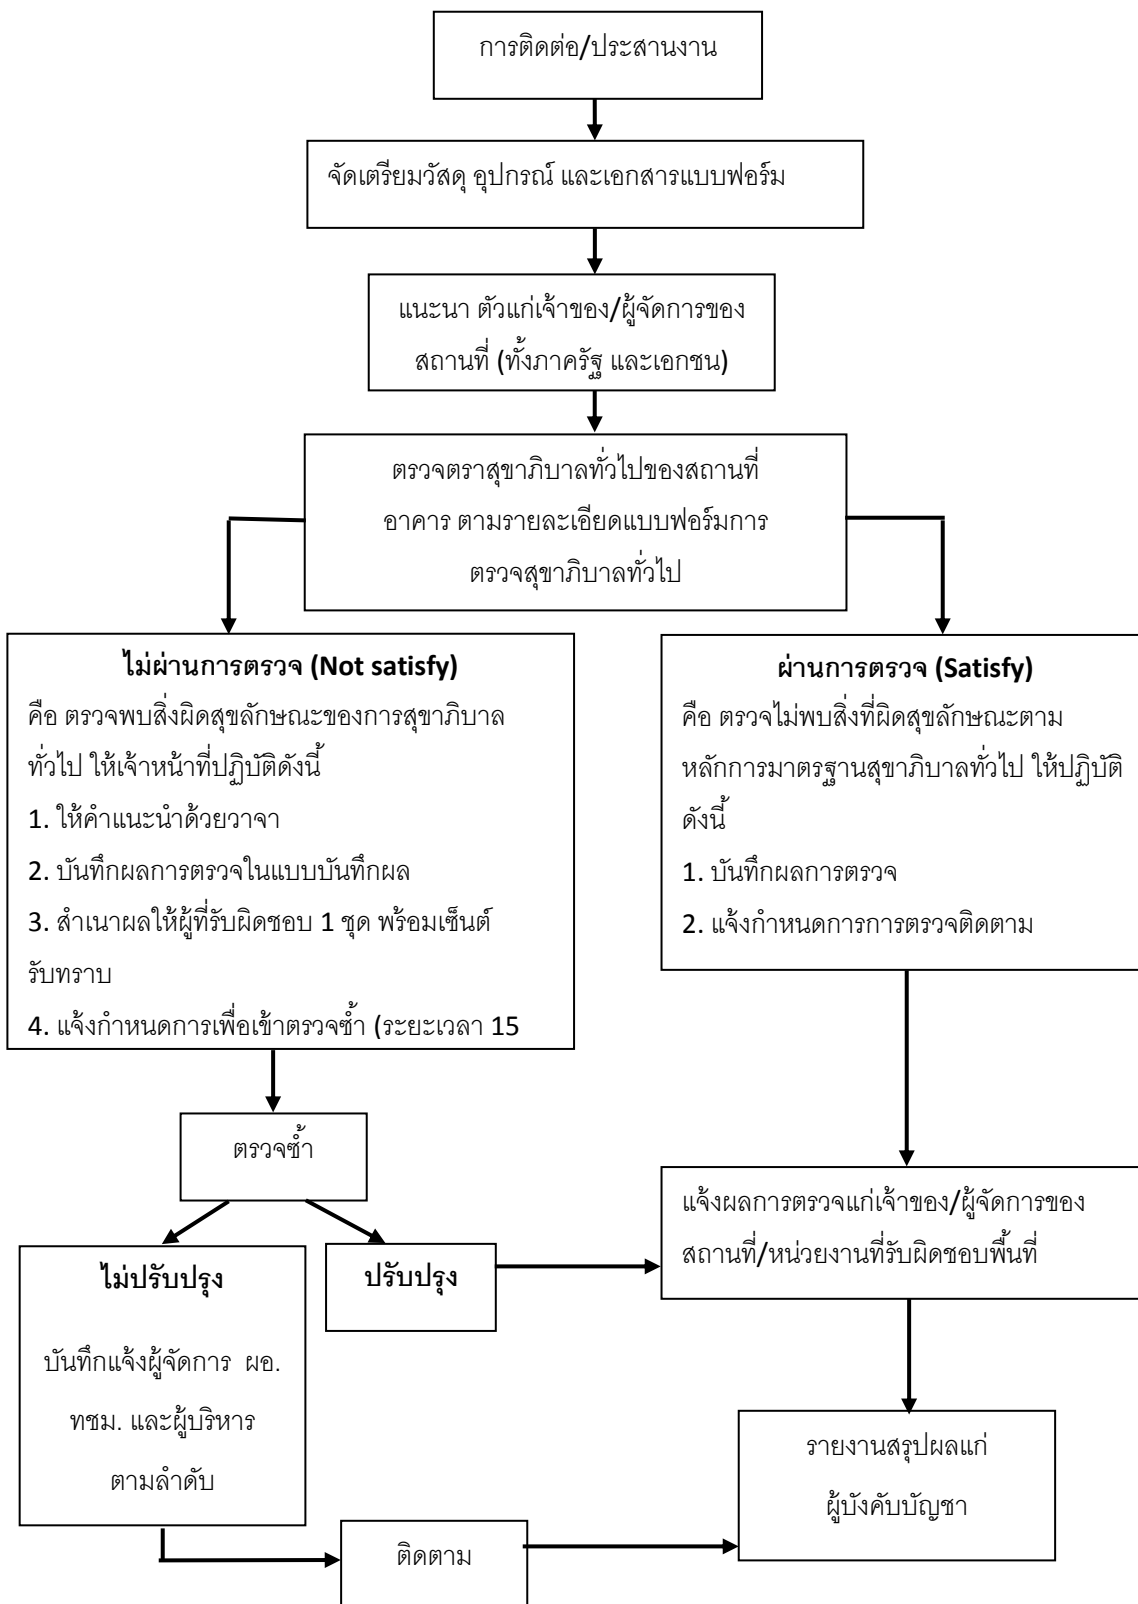 การติดต่อ/ประสานงาน
จัดเตรียมวัสดุ อุปกรณ์ และเอกสารแบบฟอร์ม
แนะนา ตัวแก่เจ้าของ/ผู้จัดการของ
สถานที่ (ทั้งภาครัฐ และเอกชน)
ตรวจตราสุขาภิบาลทั่วไปของสถานที่
อาคาร ตามรายละเอียดแบบฟอร์มการ
ตรวจสุขาภิบาลทั่วไป
ไม่ผ่านการตรวจ (Not satisfy)
คือ ตรวจพบสิ่งผิดสุขลักษณะของการสุขาภิบาล
ทั่วไป ให้เจ้าหน้าที่ปฏิบัติดังนี้
1. ให้คำแนะนำด้วยวาจา
2. บันทึกผลการตรวจในแบบบันทึกผล
3. สำเนาผลให้ผู้ที่รับผิดชอบ 1 ชุด พร้อมเซ็นต์
รับทราบ
4. แจ้งกำหนดการเพื่อเข้าตรวจซ้ำ (ระยะเวลา 15
ผ่านการตรวจ (Satisfy)
คือ ตรวจไม่พบสิ่งที่ผิดสุขลักษณะตาม
หลักการมาตรฐานสุขาภิบาลทั่วไป ให้ปฏิบัติ
ดังนี้
1. บันทึกผลการตรวจ
2. แจ้งกำหนดการการตรวจติดตาม
ตรวจซ้ำ
ไม่ปรับปรุง
บันทึกแจ้งผู้จัดการ ผอ.
ทชม. และผู้บริหาร
ตามลำดับ
ปรับปรุง
แจ้งผลการตรวจแก่เจ้าของ/ผู้จัดการของ
สถานที่/หน่วยงานที่รับผิดชอบพื้นที่
ติดตาม
รายงานสรุปผลแก่
ผู้บังคับบัญชา